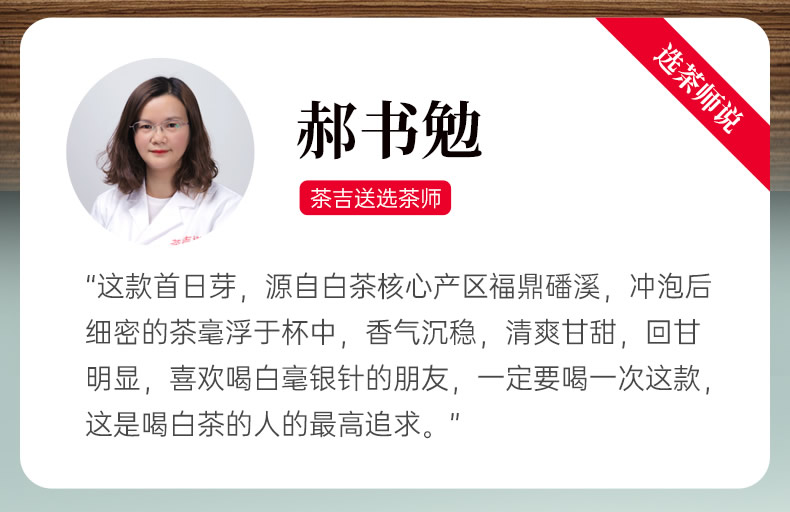 选茶师说
郝书勉
茶吉送选茶师
“这款首日芽，源自白茶核心产区福鼎磻溪，冲泡后
细密的茶毫浮于杯中，香气沉稳，清爽甘甜，回甘
明显，喜欢喝白毫银针的朋友，一定要喝一次这款，
这是喝白茶的人的最高追求。”